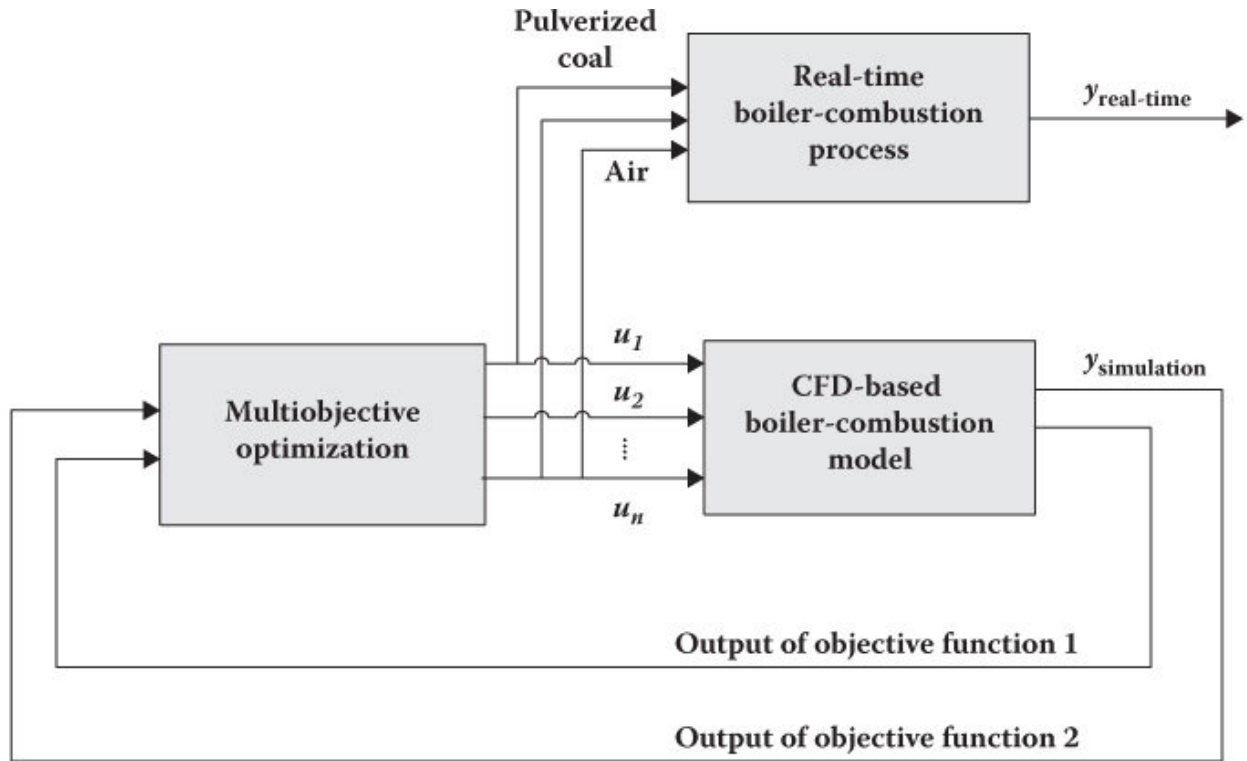 Pulverized
coal
Real-time
boiler-combustion
process
y real-time
Air
Multiobjective
optimization
u1
u2
un
CFD-based
boiler-combustion
model
y simulation
Output of objective function 1
Output of objective function 2